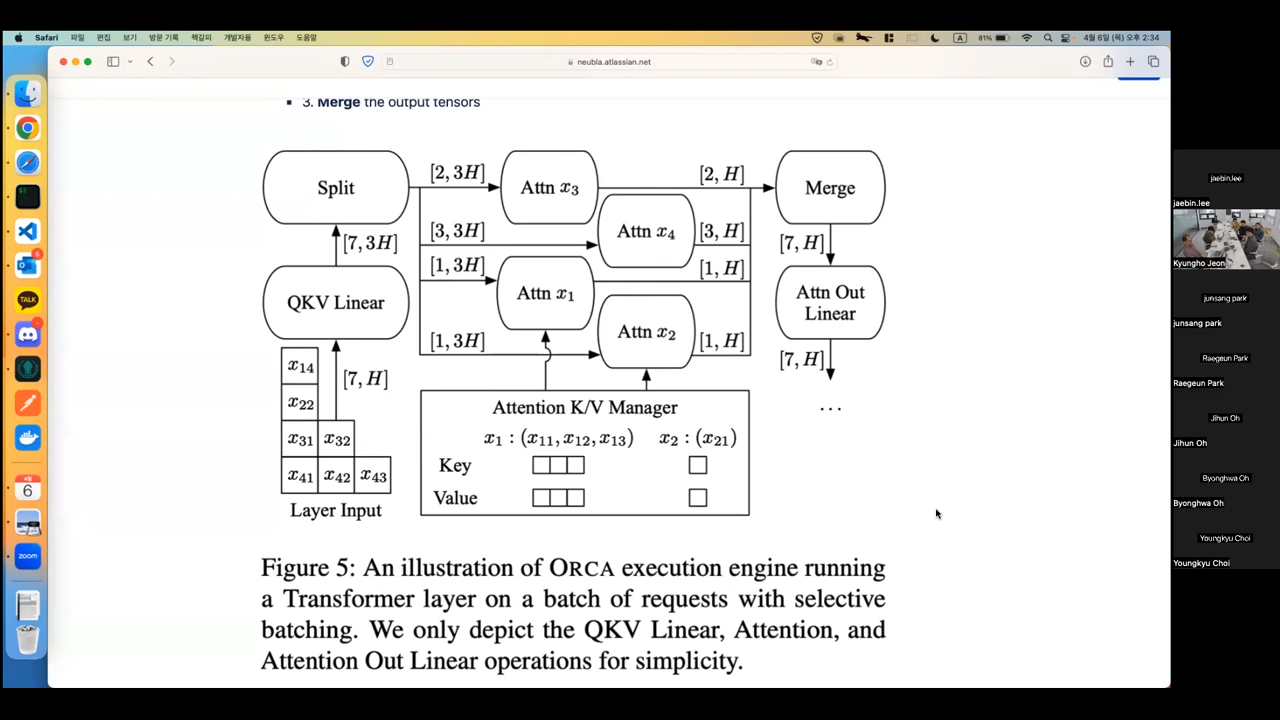 Safari 파일 편집 보기 방문 기록 책갈피 개발자용 윈도우 도움말
A 81% 4월 6일 (목) 오후 2:34
neubla.atlassian.net
3. Merge the output tensors
Split
[2, 3H]
Attn x3
[2, H]
Merge
[3, 3H]
Attn x4
[3, H]
[7, 3H]
[7, H]
[1, 3H]
Attn x1
[1, H]
QKV Linear
Attn Out
Linear
[1, 3H]
Attn x2
[1, H]
[7, H]
x14
[7, H]
x22
x31 x32
x41 x42 x43
Layer Input
Attention K/V Manager
x1 : (x11, x12, x13) x2 : (x21)
Key
Value
...
Figure 5: An illustration of ORCA execution engine running
a Transformer layer on a batch of requests with selective
batching. We only depict the QKV Linear, Attention, and
Attention Out Linear operations for simplicity.
TALK
6
zoom
jaebin.lee
jaebin.lee
Kyungho Jeon
junsang park
junsang park
Raegeun Park
Raegeun Park
Jihun Oh
Jihun Oh
Byonghwa Oh
Byonghwa Oh
Youngkyu Choi
Youngkyu Choi